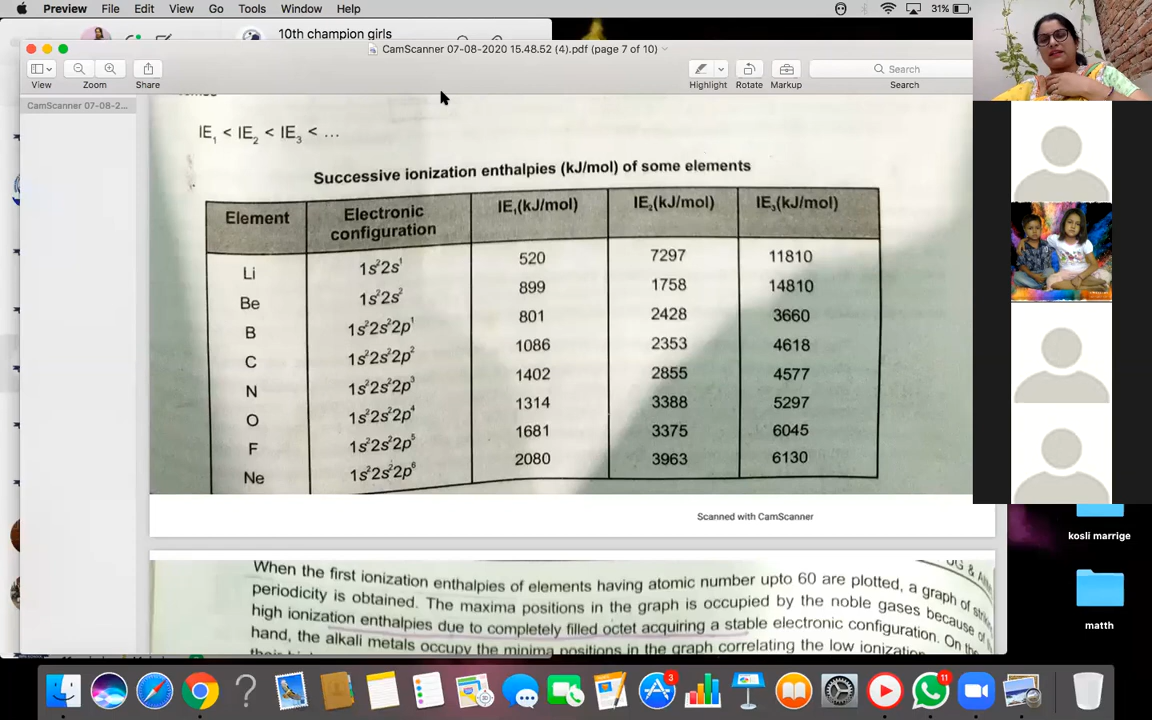 Preview File Edit View Go Tools Window Help 31%
10th champion girls
CamScanner 07-08-2020 15.48.52 (4).pdf (page 7 of 10)
View Zoom Share Highlight Rotate Markup Search
Search
CamScanner 07-08-2...
IE₁ < IE₂ < IE₃ < ...
Successive ionization enthalpies (kJ/mol) of some elements
Element Electronic configuration IE₁(kJ/mol) IE₂(kJ/mol) IE₃(kJ/mol)
Li 1s²2s¹ 520 7297 11810
Be 1s²2s² 899 1758 14810
B 1s²2s²2p¹ 801 2428 3660
C 1s²2s²2p² 1086 2353 4618
N 1s²2s²2p³ 1402 2855 4577
O 1s²2s²2p⁴ 1314 3388 5297
F 1s²2s²2p⁵ 1681 3375 6045
Ne 1s²2s²2p⁶ 2080 3963 6130
Scanned with CamScanner
When the first ionization enthalpies of elements having atomic number upto 60 are plotted, a graph of
periodicity is obtained. The maxima positions in the graph is occupied by the noble gases because of
high ionization enthalpies due to completely filled octet acquiring a stable electronic configuration. On
hand, the alkali metals occupy the minima positions in the graph correlating the low
kosli marrige
matth
3
11